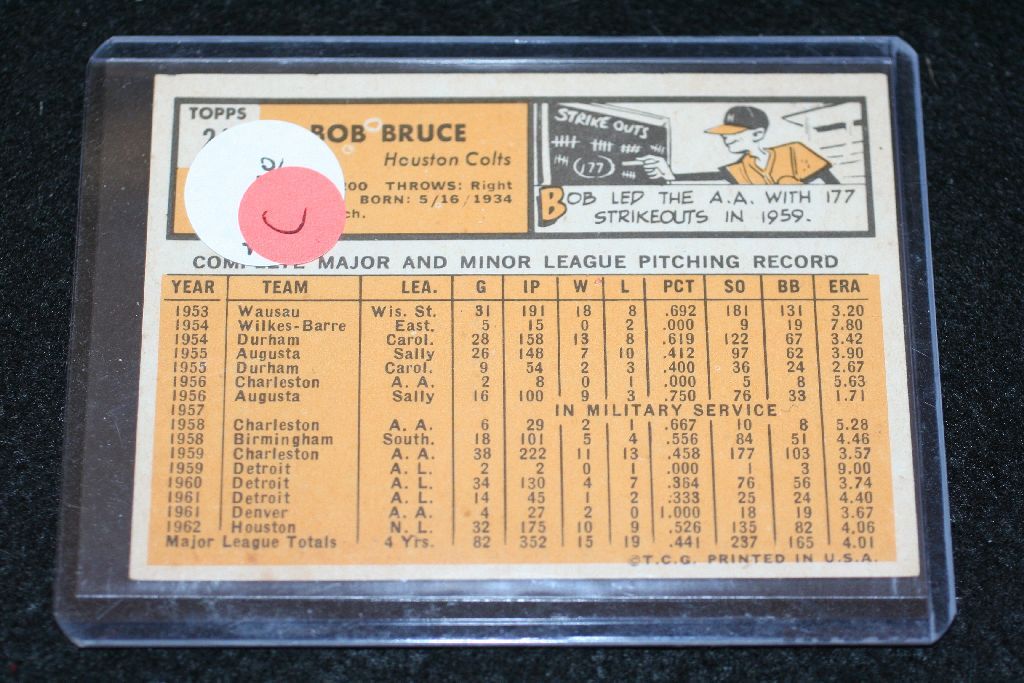 TOPPS
BOB BRUCE
Houston Colts
200 THROWS: Right
BORN: 5/16/1934
ch.
STRIKE OUTS
177
BOB LED THE A.A. WITH 177
STRIKEOUTS IN 1959.
COMPLETE MAJOR AND MINOR LEAGUE PITCHING RECORD
YEAR TEAM LEA. G IP W L PCT SO BB ERA
1953 Wausau Wis. St. 31 191 18 8 .692 181 131 3.20
1954 Wilkes-Barre East. 5 15 0 2 .000 9 19 7.80
1954 Durham Carol. 28 158 13 8 .619 122 67 3.42
1955 Augusta Sally 26 148 7 10 .412 97 62 3.90
1955 Durham Carol. 9 54 2 3 .400 36 24 2.67
1956 Charleston A. A. 2 8 0 1 .000 5 8 5.63
1956 Augusta Sally 16 100 9 3 .750 76 33 1.71
1957 IN MILITARY SERVICE
1958 Charleston A. A. 6 29 2 1 .667 10 8 5.28
1958 Birmingham South. 18 101 5 4 .556 84 51 4.46
1959 Charleston A. A. 38 222 11 13 .458 177 103 3.57
1959 Detroit A. L. 2 2 0 1 .000 1 3 9.00
1960 Detroit A. L. 34 130 4 7 .364 76 56 3.74
1961 Detroit A. L. 14 45 1 2 .333 25 24 4.40
1961 Denver A. A. 4 27 2 0 1.000 18 19 3.67
1962 Houston N. L. 32 175 10 9 .526 135 82 4.06
Major League Totals 4 Yrs. 82 352 15 19 .441 237 165 4.01
©T.C.G. PRINTED IN U.S.A.